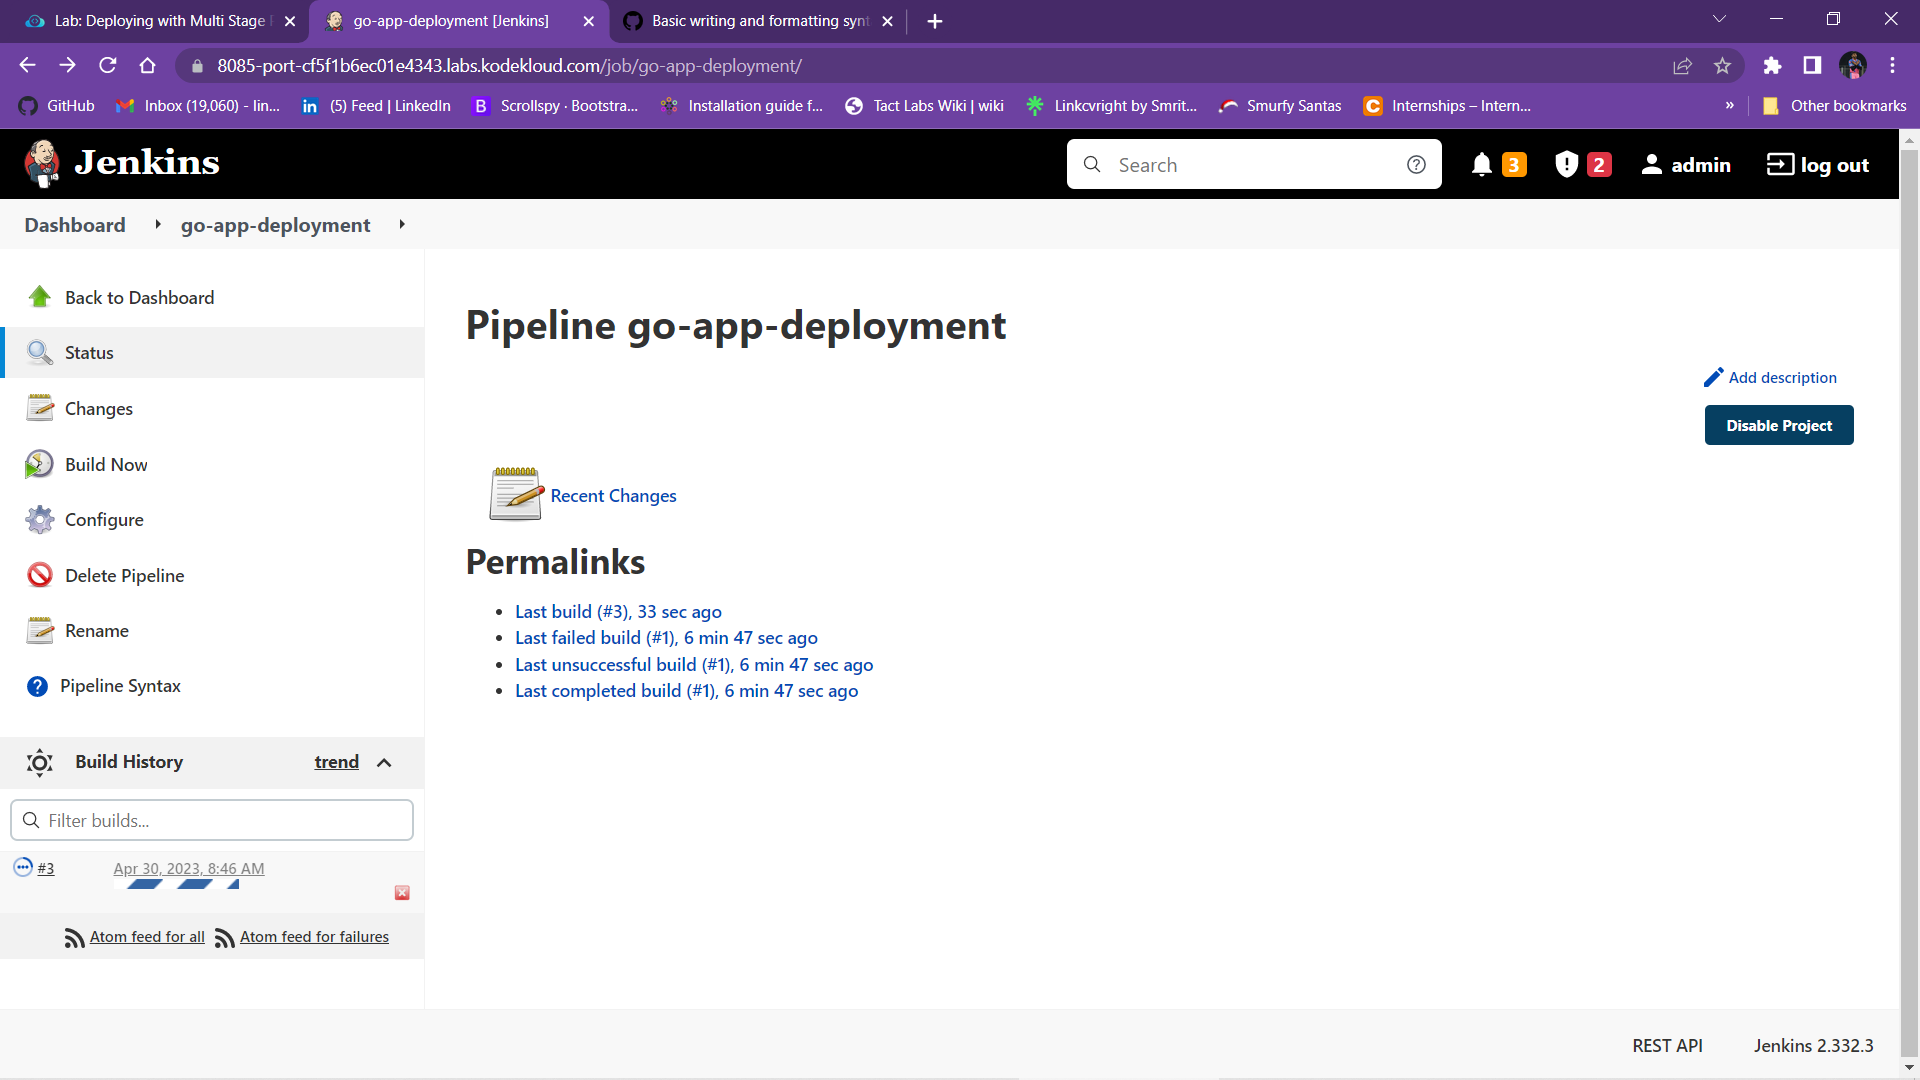 Lab: Deploying with Multi Stage
go-app-deployment [Jenkins]
Basic writing and formatting synt
8085-port-cf5f1b6ec01e4343.labs.kodekloud.com/job/go-app-deployment/
GitHub
Inbox (19,060) - lin...
(5) Feed | LinkedIn
Scrollspy · Bootstra...
Installation guide f...
Tact Labs Wiki | wiki
Linkcvright by Smrit...
Smurfy Santas
Internships – Intern...
»
Other bookmarks
Jenkins
Search
3
2
admin
log out
Dashboard
go-app-deployment
Back to Dashboard
Status
Changes
Build Now
Configure
Delete Pipeline
Rename
Pipeline Syntax
Build History
trend
Filter builds...
#3
Apr 30, 2023, 8:46 AM
Atom feed for all
Atom feed for failures
Pipeline go-app-deployment
Add description
Disable Project
Recent Changes
Permalinks
Last build (#3), 33 sec ago
Last failed build (#1), 6 min 47 sec ago
Last unsuccessful build (#1), 6 min 47 sec ago
Last completed build (#1), 6 min 47 sec ago
REST API
Jenkins 2.332.3